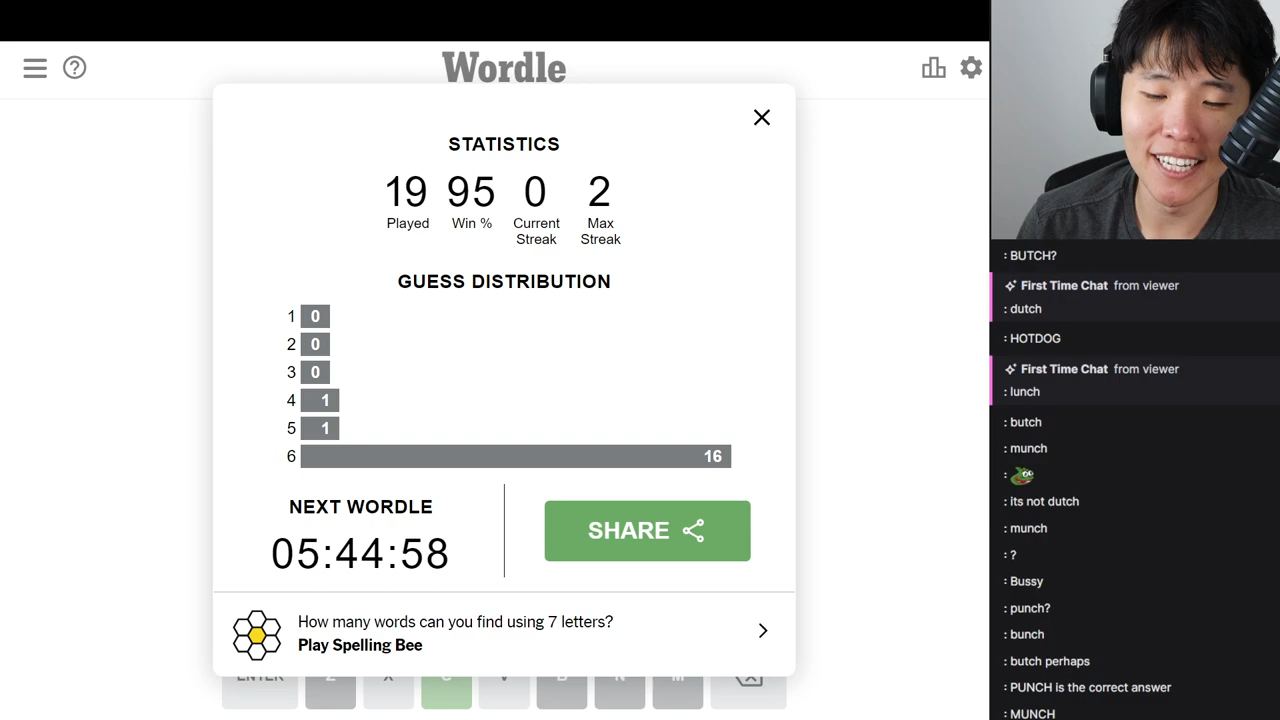 Wordle
STATISTICS
19 95 0 2
Played Win % Current Streak Max Streak
GUESS DISTRIBUTION
1 0
2 0
3 0
4 1
5 1
6 16
NEXT WORDLE
05:44:58
SHARE
How many words can you find using 7 letters?
Play Spelling Bee
ENTER Z X C V B N M
: BUTCH?
First Time Chat from viewer
: dutch
: HOTDOG
First Time Chat from viewer
: lunch
: butch
: munch
:
: its not dutch
: munch
: ?
: Bussy
: punch?
: bunch
: butch perhaps
: PUNCH is the correct answer
: MUNCH